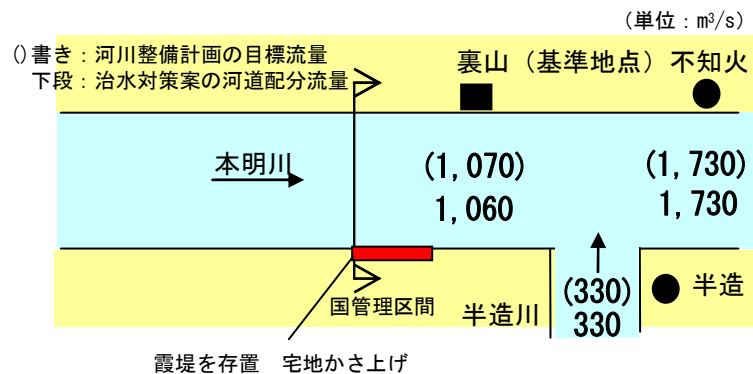 （単位：m³/s）
()書き：河川整備計画の目標流量
下段：治水対策案の河道配分流量
裏山（基準地点）不知火
本明川
(1,070)
1,060
(1,730)
1,730
国管理区間
半造川
(330)
330
半造
霞堤を存置　宅地かさ上げ